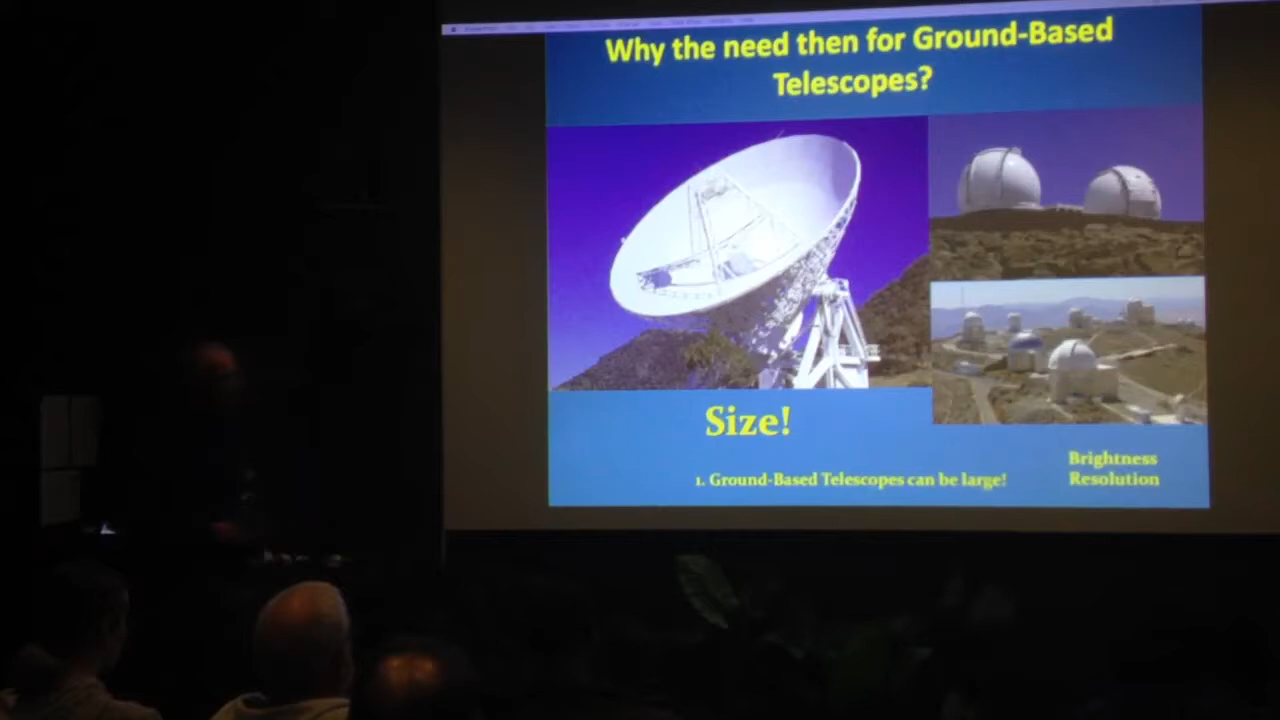 Why the need then for Ground-Based
Telescopes?
Size!
1. Ground-Based Telescopes can be large!
Brightness
Resolution